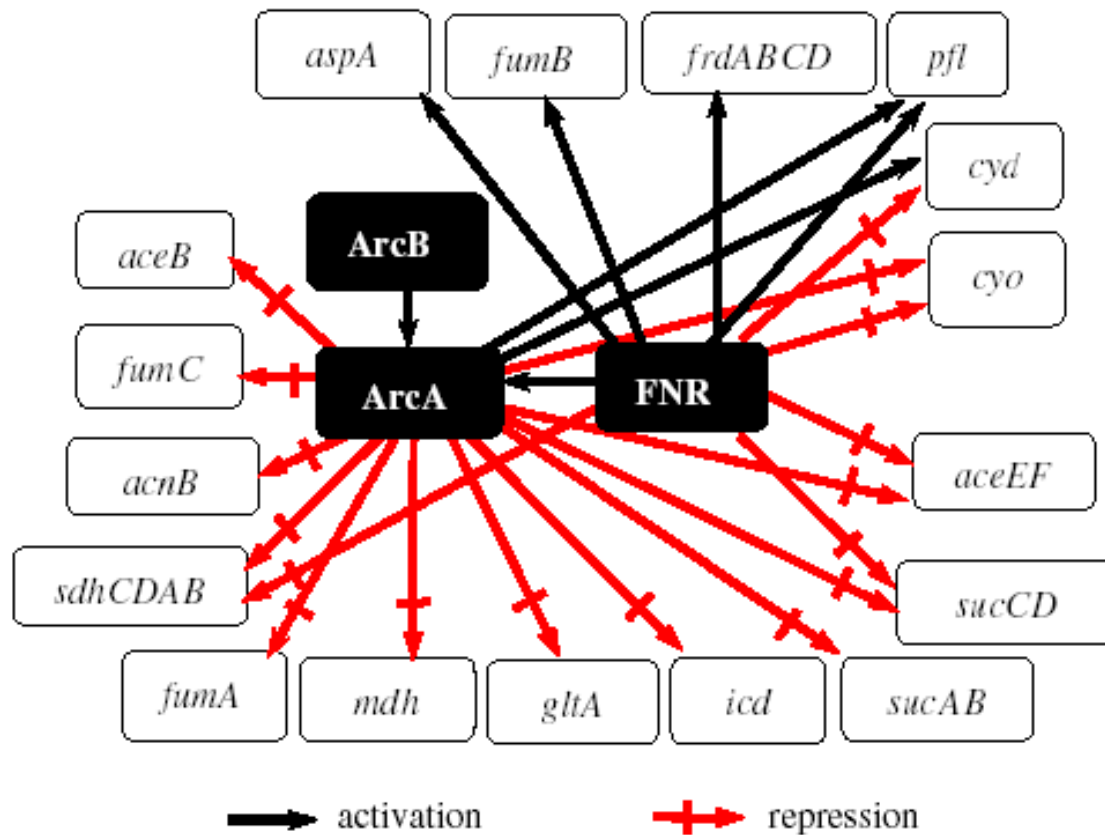 aspA
fumB
frdABCD
pfl
cyd
ArcB
aceB
cyo
fumC
ArcA
FNR
acnB
aceEF
sdhCDAB
sucCD
fumA
mdh
gltA
icd
sucAB
activation
repression